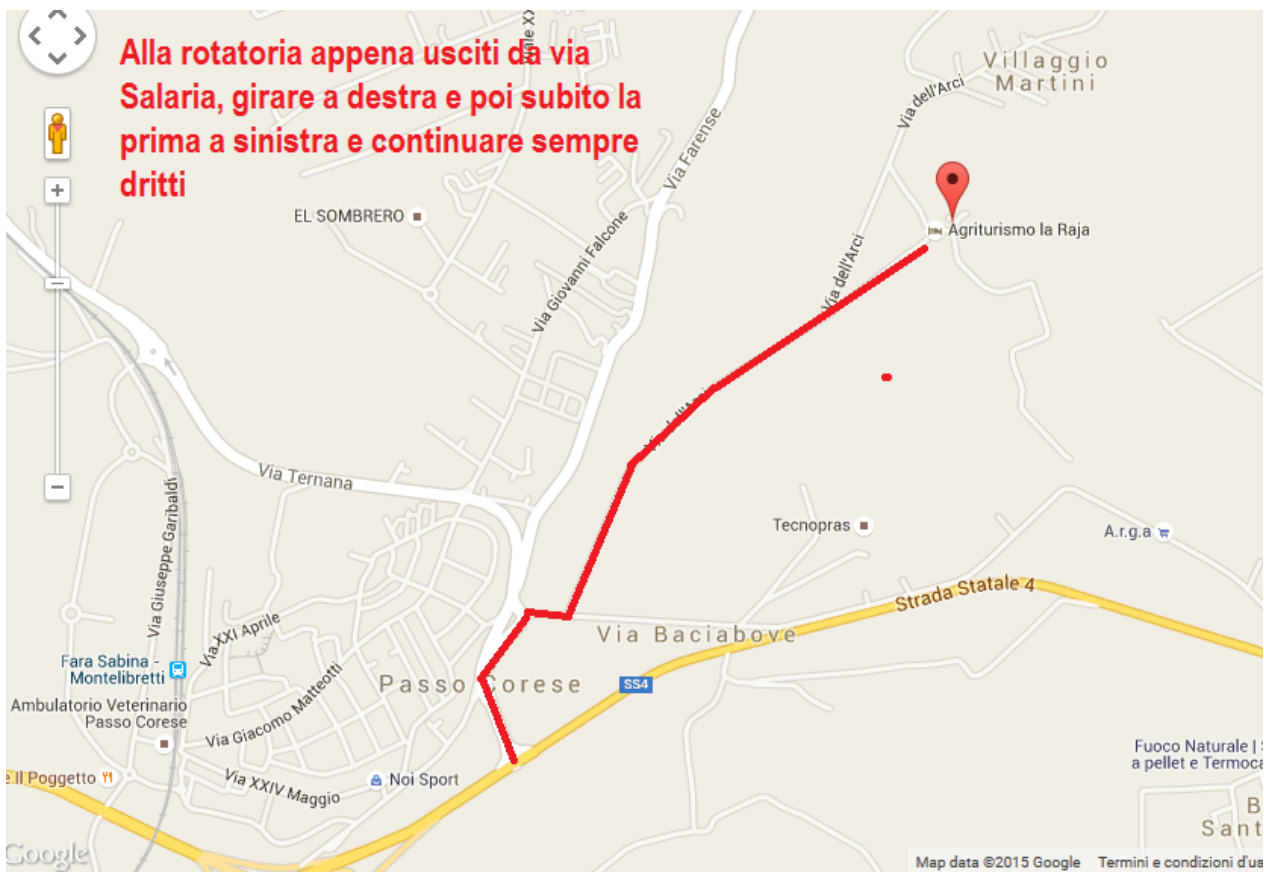 Alla rotatoria appena usciti da via
Salaria, girare a destra e poi subito la
prima a sinistra e continuare sempre
dritti
Viale XX
Villaggio
Martini
Via dell'Arci
Via Farense
EL SOMBRERO
Agriturismo la Raja
Via Giovanni Falcone
Via dell'Arci
Via Ternana
Via Giuseppe Garibaldi
Tecnopras
A.r.g.a
Strada Statale 4
Via XXI Aprile
Via Baciabove
Fara Sabina -
Montelibretti
Passo Corese
SS4
Ambulatorio Veterinario
Passo Corese
Via Giacomo Matteotti
Fuoco Naturale |
a pellet e Termoca
Il Poggetto
Noi Sport
Via XXIV Maggio
B
Sant
Google
Map data ©2015 Google
Termini e condizioni d'us